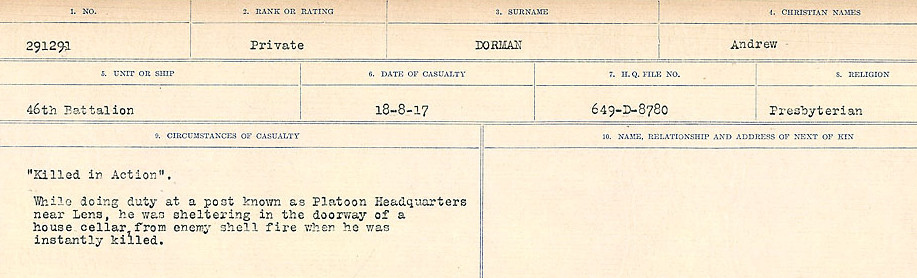 1. NO. 2. RANK OR RATING 3. SURNAME 4. CHRISTIAN NAMES
291291 Private DORMAN Andrew
5. UNIT OR SHIP 6. DATE OF CASUALTY 7. H.Q. FILE NO. 8. RELIGION
46th Battalion 18-8-17 649-D-8780 Presbyterian
9. CIRCUMSTANCES OF CASUALTY 10. NAME, RELATIONSHIP AND ADDRESS OF NEXT OF KIN
"Killed in Action".
While doing duty at a post known as Platoon Headquarters
near Lens, he was sheltering in the doorway of a
house cellar, from enemy shell fire when he was
instantly killed.